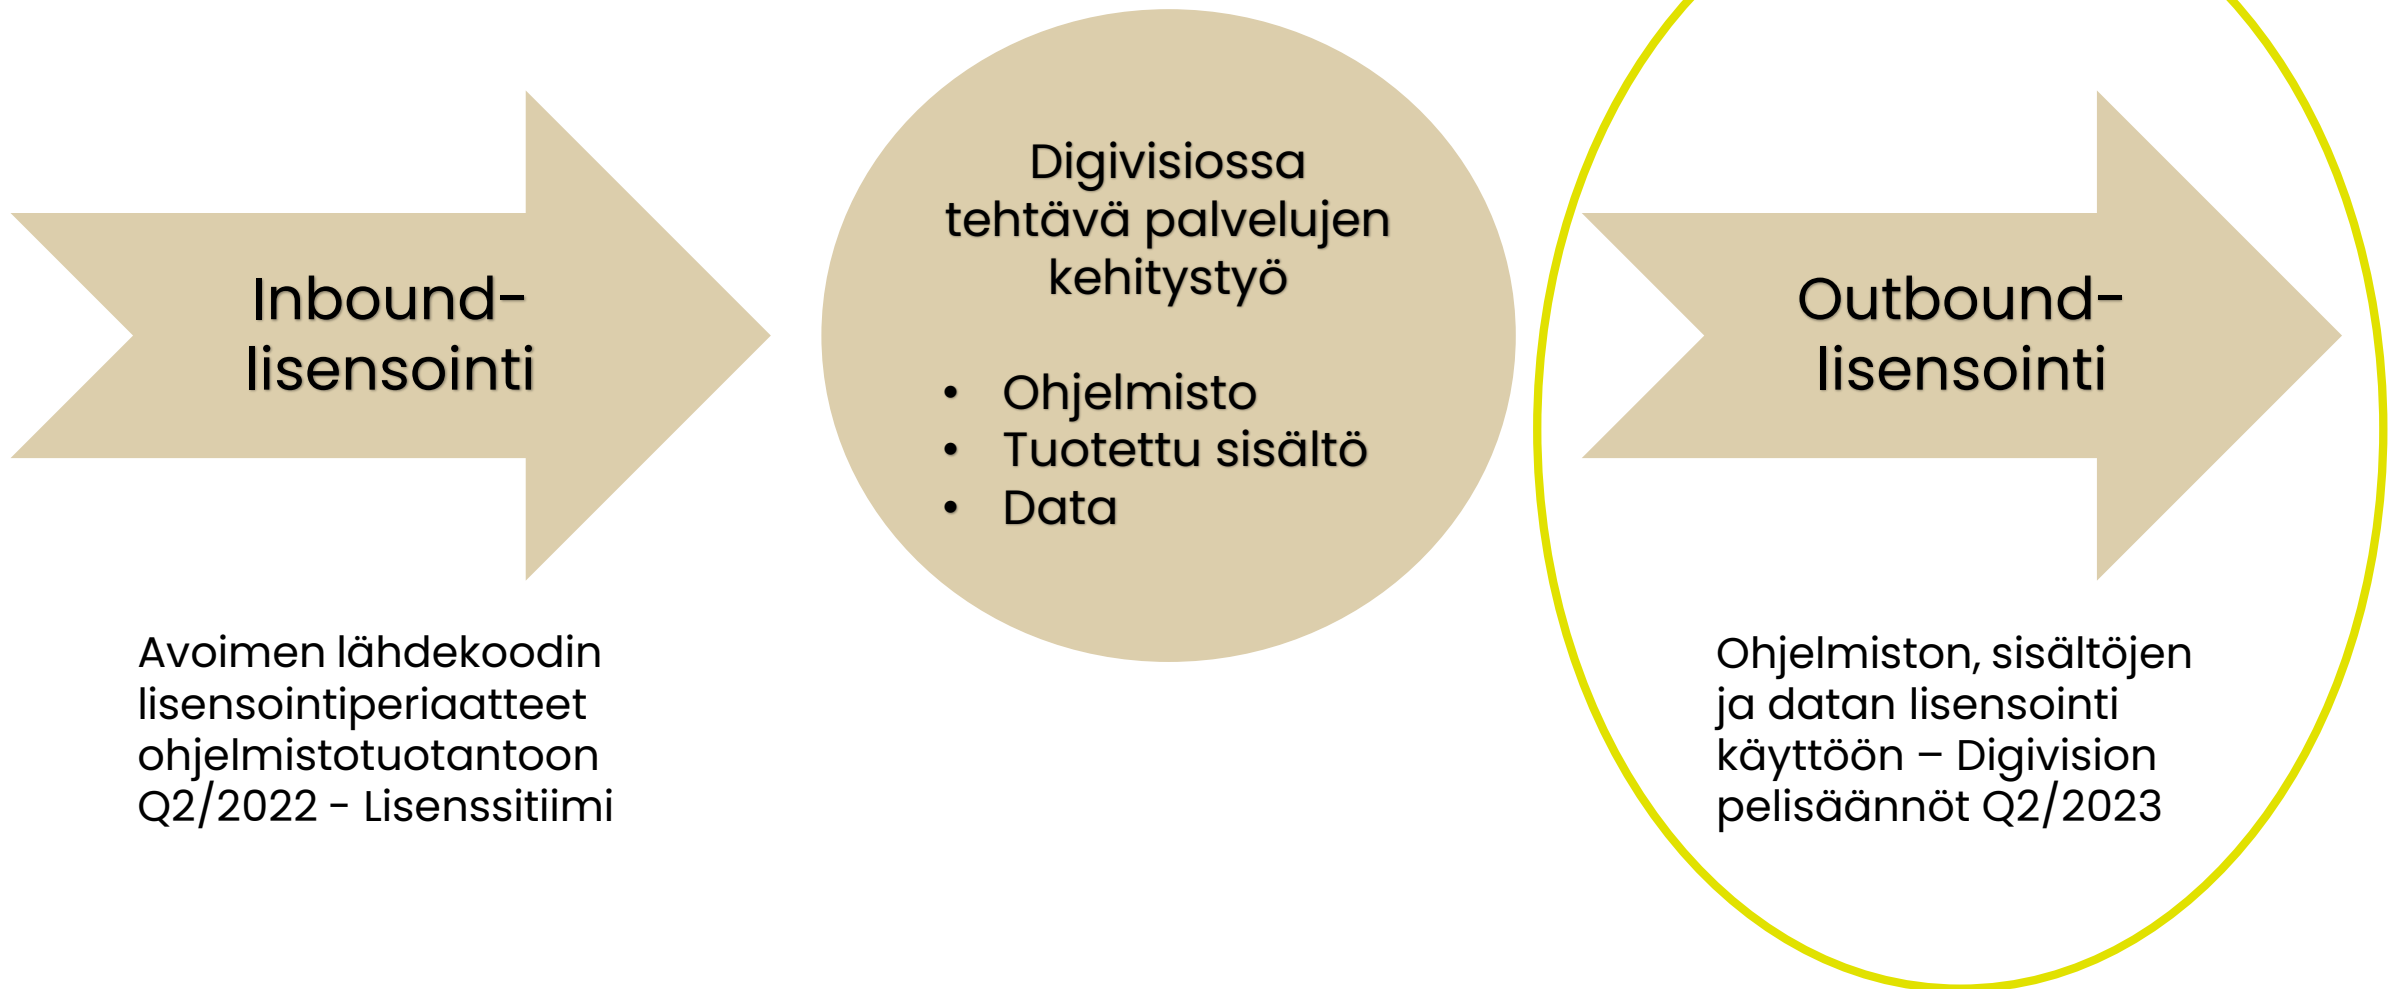 Inbound-
lisensointi
Avoimen lähdekoodin
lisensointiperiaatteet
ohjelmistotuotantoon
Q2/2022 - Lisenssitiimi
Digivisiossa
tehtävä palvelujen
kehitystyö
• Ohjelmisto
• Tuotettu sisältö
• Data
Outbound-
lisensointi
Ohjelmiston, sisältöjen
ja datan lisensointi
käyttöön – Digivision
pelisäännöt Q2/2023